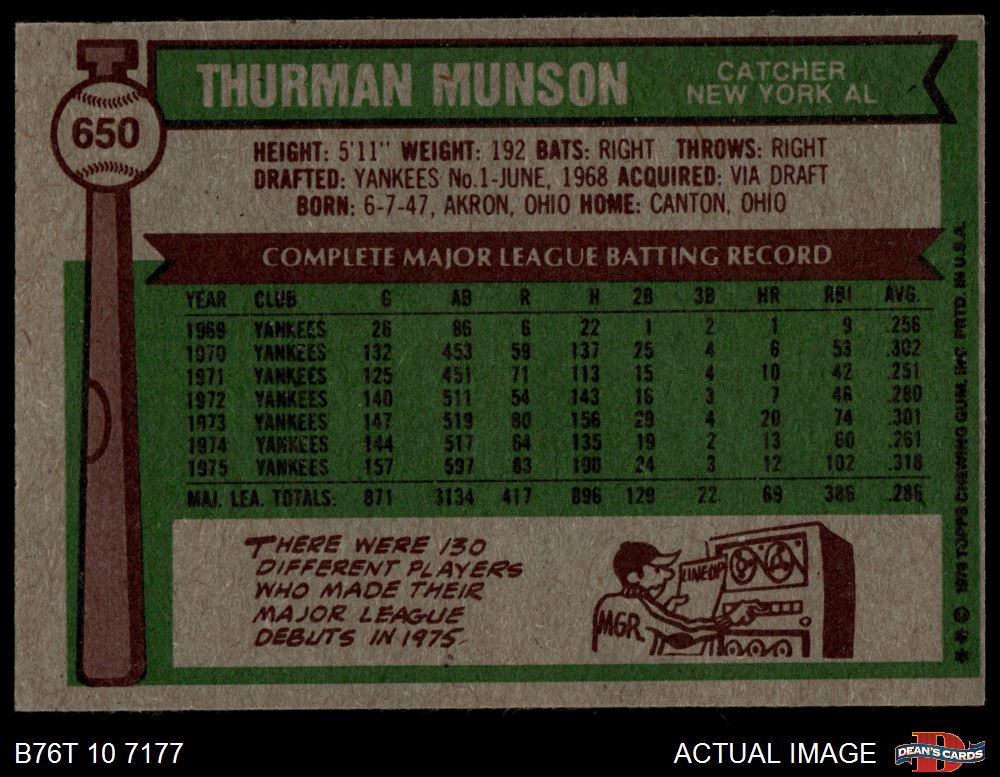 THURMAN MUNSON
CATCHER
NEW YORK AL
650
HEIGHT: 5'11" WEIGHT: 192 BATS: RIGHT THROWS: RIGHT
DRAFTED: YANKEES No.1-JUNE, 1968 ACQUIRED: VIA DRAFT
BORN: 6-7-47, AKRON, OHIO HOME: CANTON, OHIO
COMPLETE MAJOR LEAGUE BATTING RECORD
YEAR CLUB G AB R H 2B 3B HR RBI AVG.
1969 YANKEES 26 86 6 22 1 2 1 9 .256
1970 YANKEES 132 453 59 137 25 4 6 53 .302
1971 YANKEES 125 451 71 113 15 4 10 42 .251
1972 YANKEES 140 511 54 143 16 3 7 46 .280
1973 YANKEES 147 519 80 156 29 4 20 74 .301
1974 YANKEES 144 517 64 135 19 2 13 60 .261
1975 YANKEES 157 597 83 190 24 3 12 102 .318
MAJ. LEA. TOTALS: 871 3134 417 896 129 22 69 386 .286
THERE WERE 130
DIFFERENT PLAYERS
WHO MADE THEIR
MAJOR LEAGUE
DEBUTS IN 1975.
LINEUP
MGR.
** © 1976 TOPPS CHEWING GUM, INC. PRTD. IN U.S.A.
B76T 10 7177
ACTUAL IMAGE
D
DEAN'S CARDS